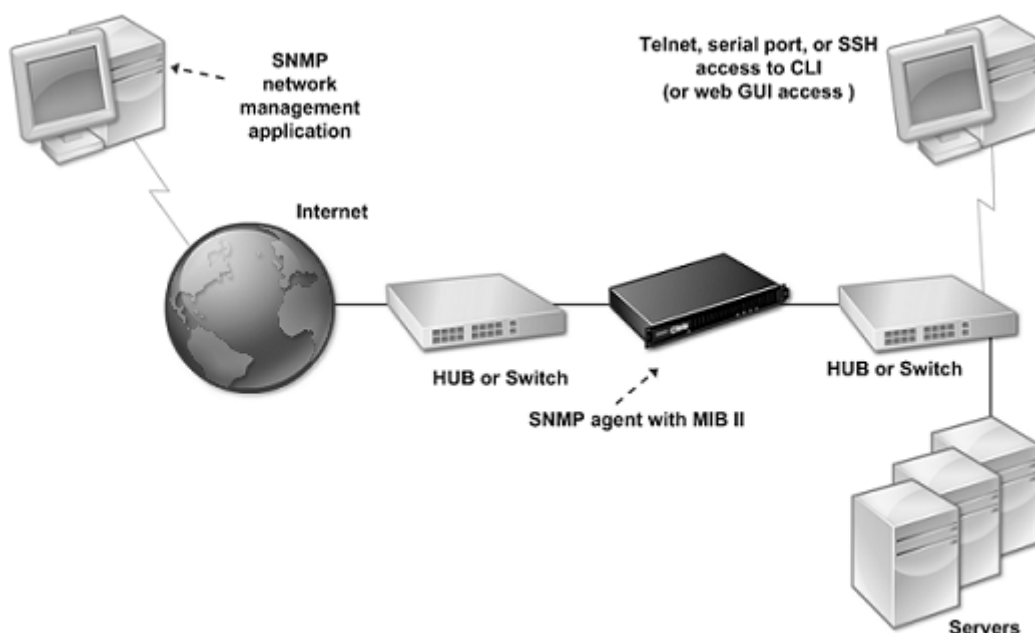 SNMP
network
management
application
Telnet, serial port, or SSH
access to CLI
(or web GUI access )
Internet
HUB or Switch
SNMP agent with MIB II
HUB or Switch
Servers